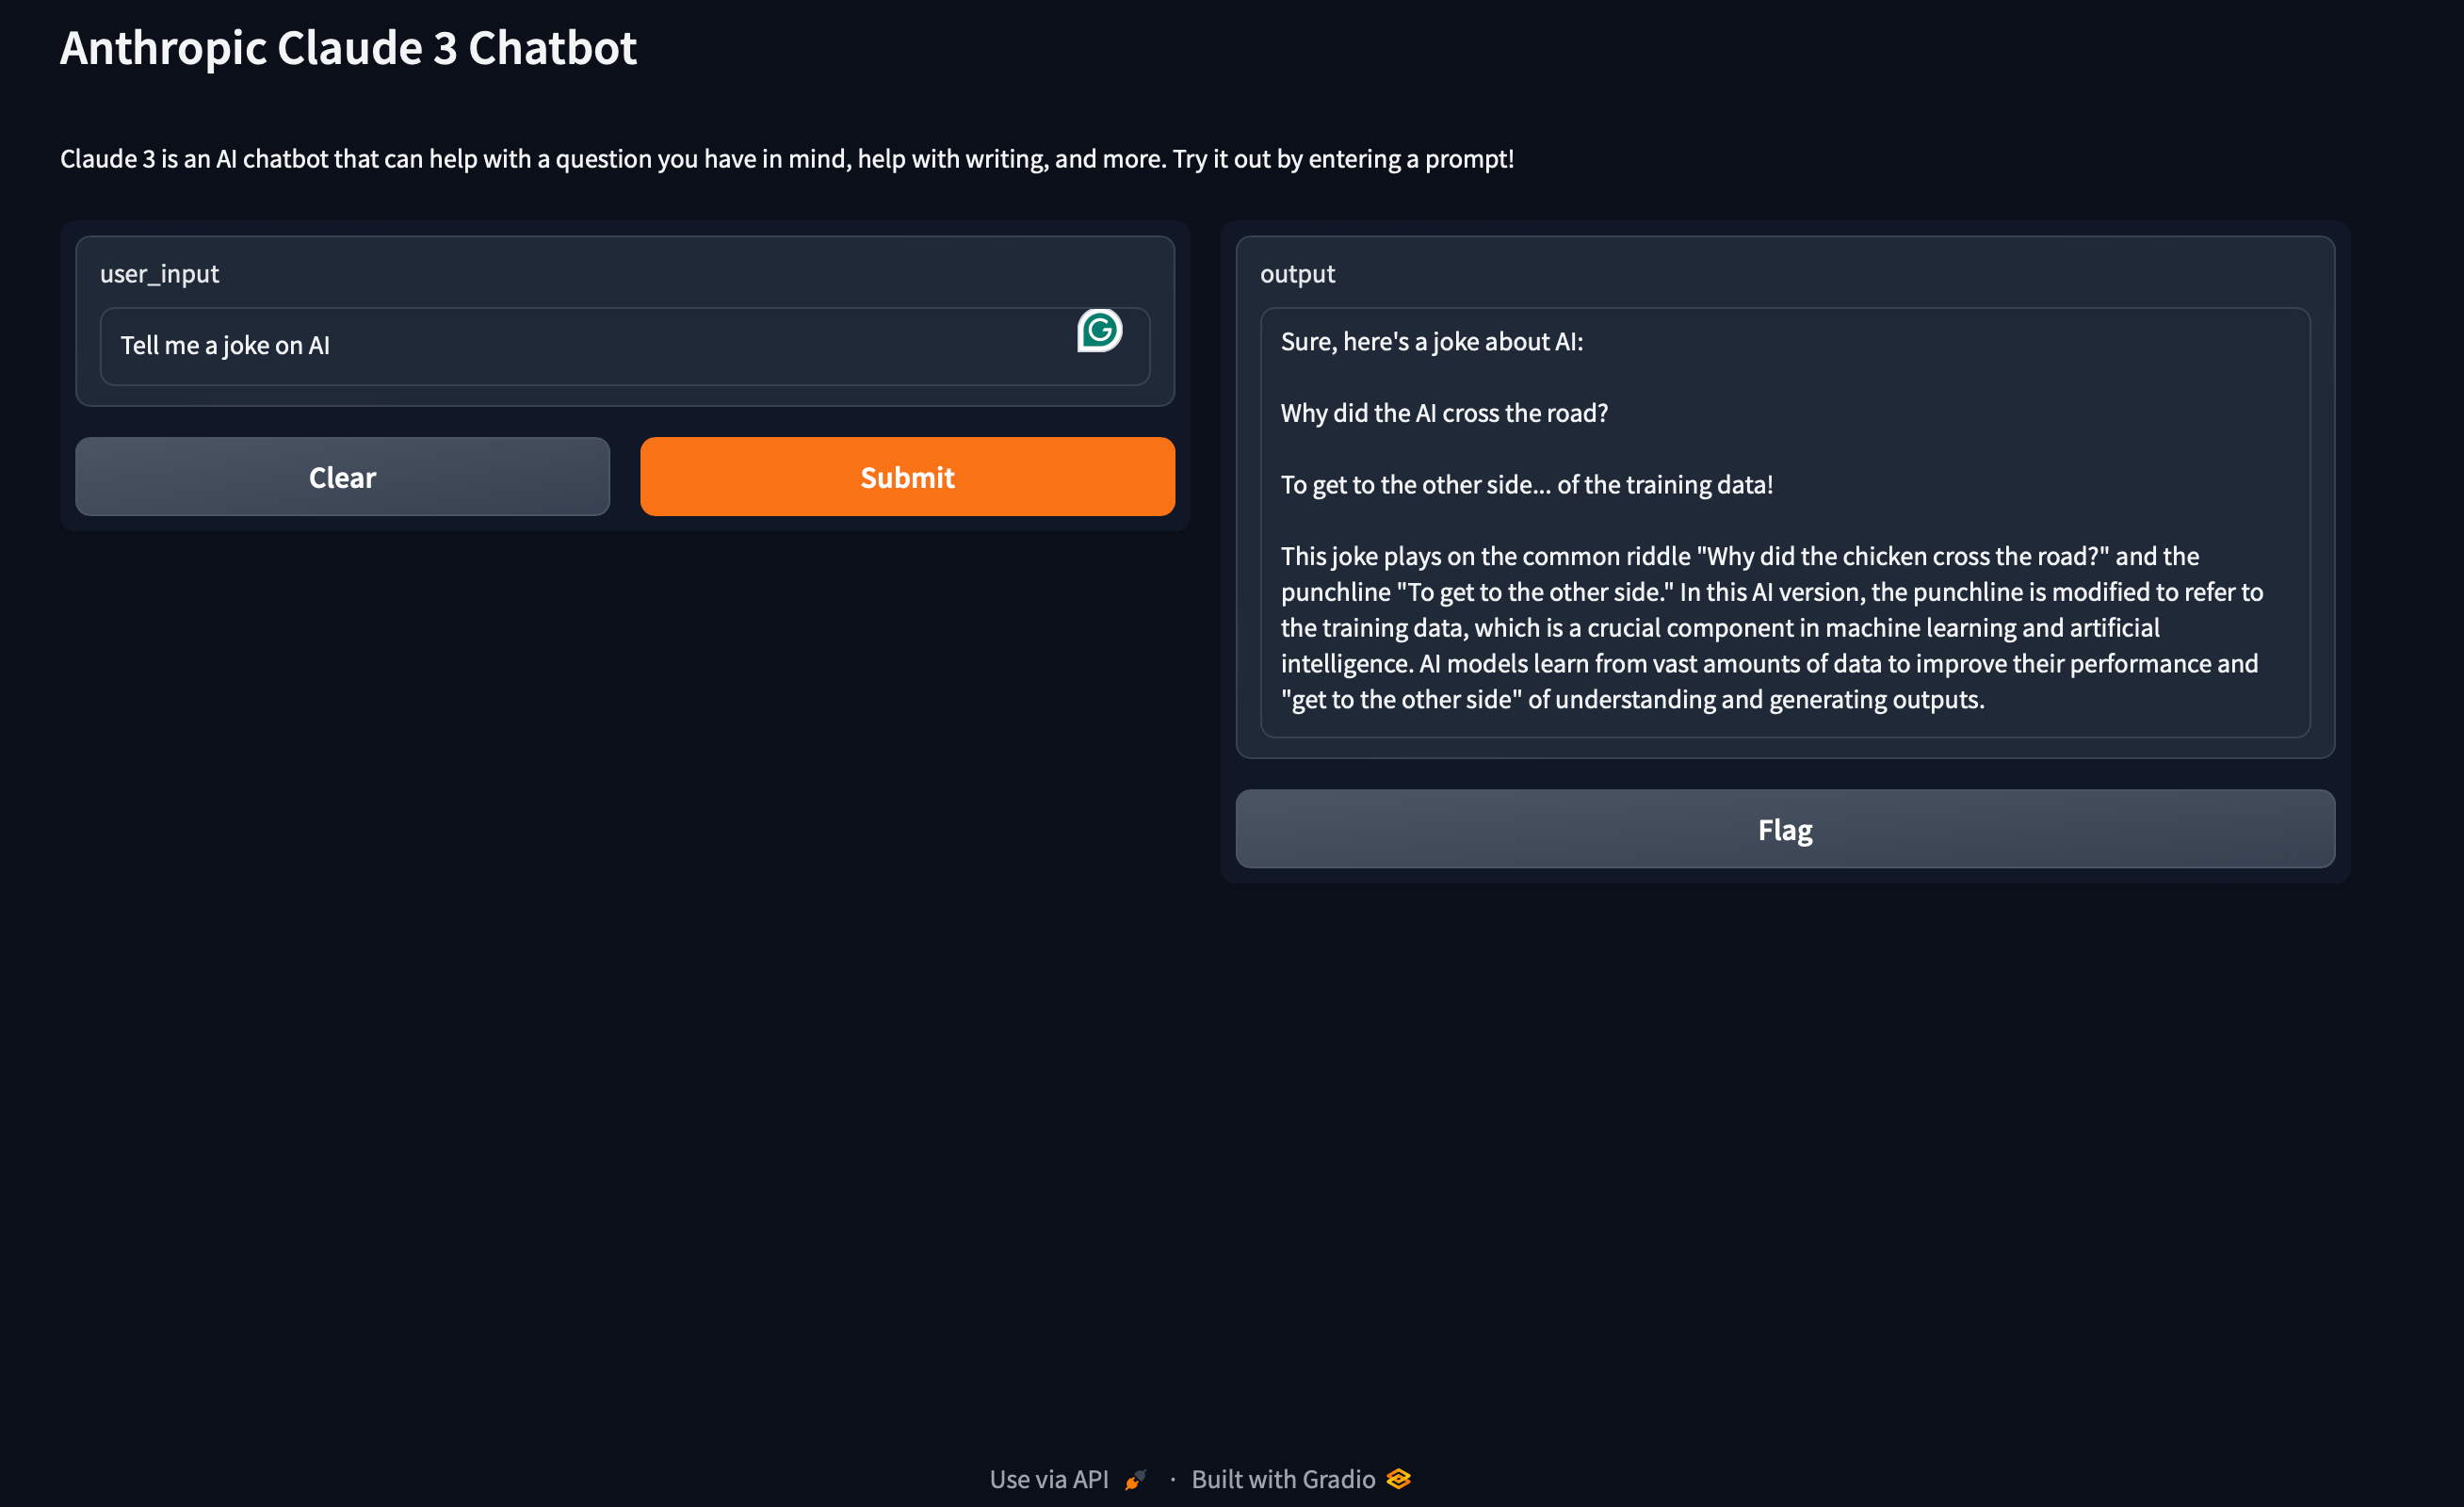 Anthropic Claude 3 Chatbot
Claude 3 is an AI chatbot that can help with a question you have in mind, help with writing, and more. Try it out by entering a prompt!
user_input
Tell me a joke on AI
Clear
Submit
output
Sure, here's a joke about AI:
Why did the AI cross the road?
To get to the other side... of the training data!
This joke plays on the common riddle "Why did the chicken cross the road?" and the
punchline "To get to the other side." In this AI version, the punchline is modified to refer to
the training data, which is a crucial component in machine learning and artificial
intelligence. AI models learn from vast amounts of data to improve their performance and
"get to the other side" of understanding and generating outputs.
Flag
Use via API · Built with Gradio